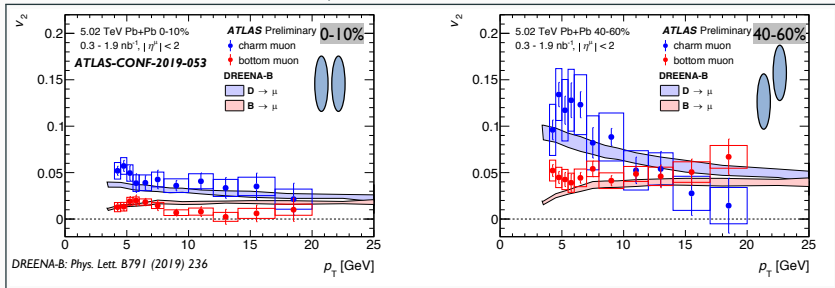 v₂
0.2
0.15
0.1
0.05
0
5.02 TeV Pb+Pb 0-10%
0.3 - 1.9 nb⁻¹, |η^μ| < 2
ATLAS-CONF-2019-053
ATLAS Preliminary
0-10%
charm muon
bottom muon
DREENA-B
D → μ
B → μ
0 5 10 15 20 25
p_T [GeV]
DREENA-B: Phys. Lett. B791 (2019) 236
v₂
0.2
0.15
0.1
0.05
0
5.02 TeV Pb+Pb 40-60%
0.3 - 1.9 nb⁻¹, |η^μ| < 2
ATLAS Preliminary
40-60%
charm muon
bottom muon
DREENA-B
D → μ
B → μ
0 5 10 15 20 25
p_T [GeV]